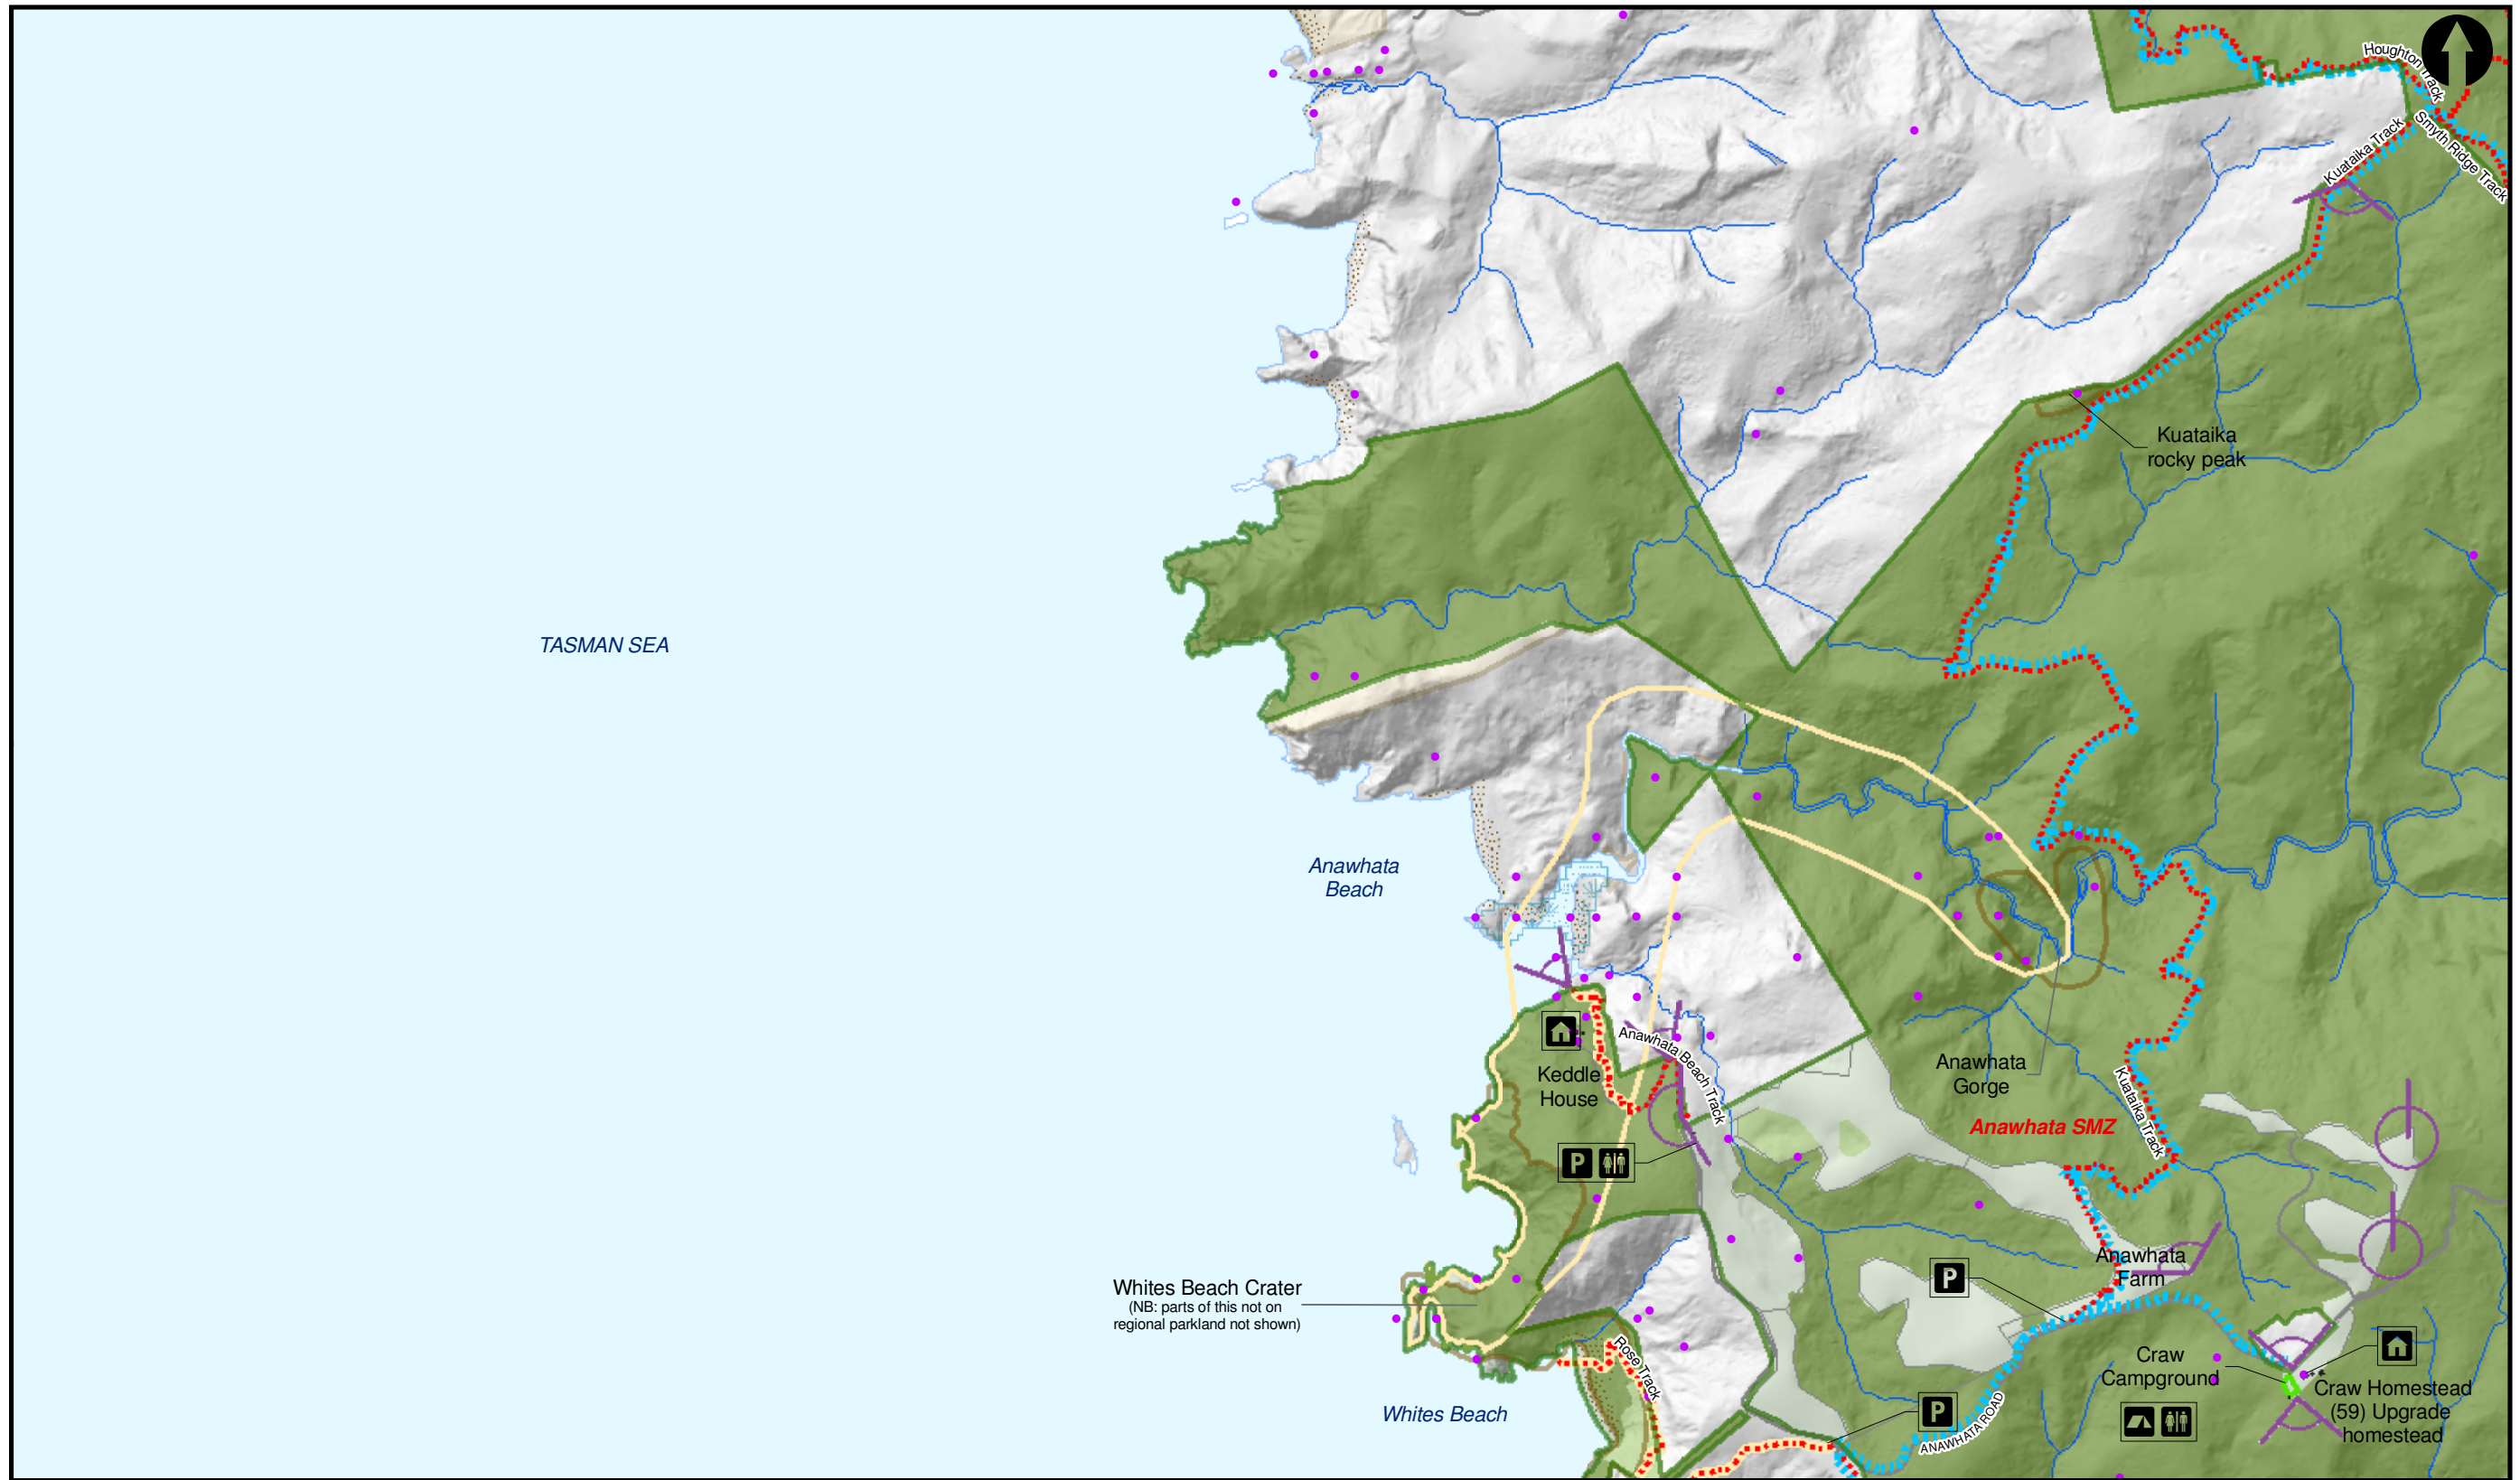 Houghton Track
Smyth Ridge Track
Kuataika Track
Kuataika
rocky peak
TASMAN SEA
Anawhata
Beach
Anawhata Beach Track
Keddle
House
Anawhata
Gorge
Anawhata SMZ
Kuataika Track
P
Anawhata
Farm
P
Whites Beach Crater
(NB: parts of this not on
regional parkland not shown)
Rose Track
Whites Beach
P
ANAWHATA ROAD
Craw
Campground
Craw Homestead
(59) Upgrade
homestead